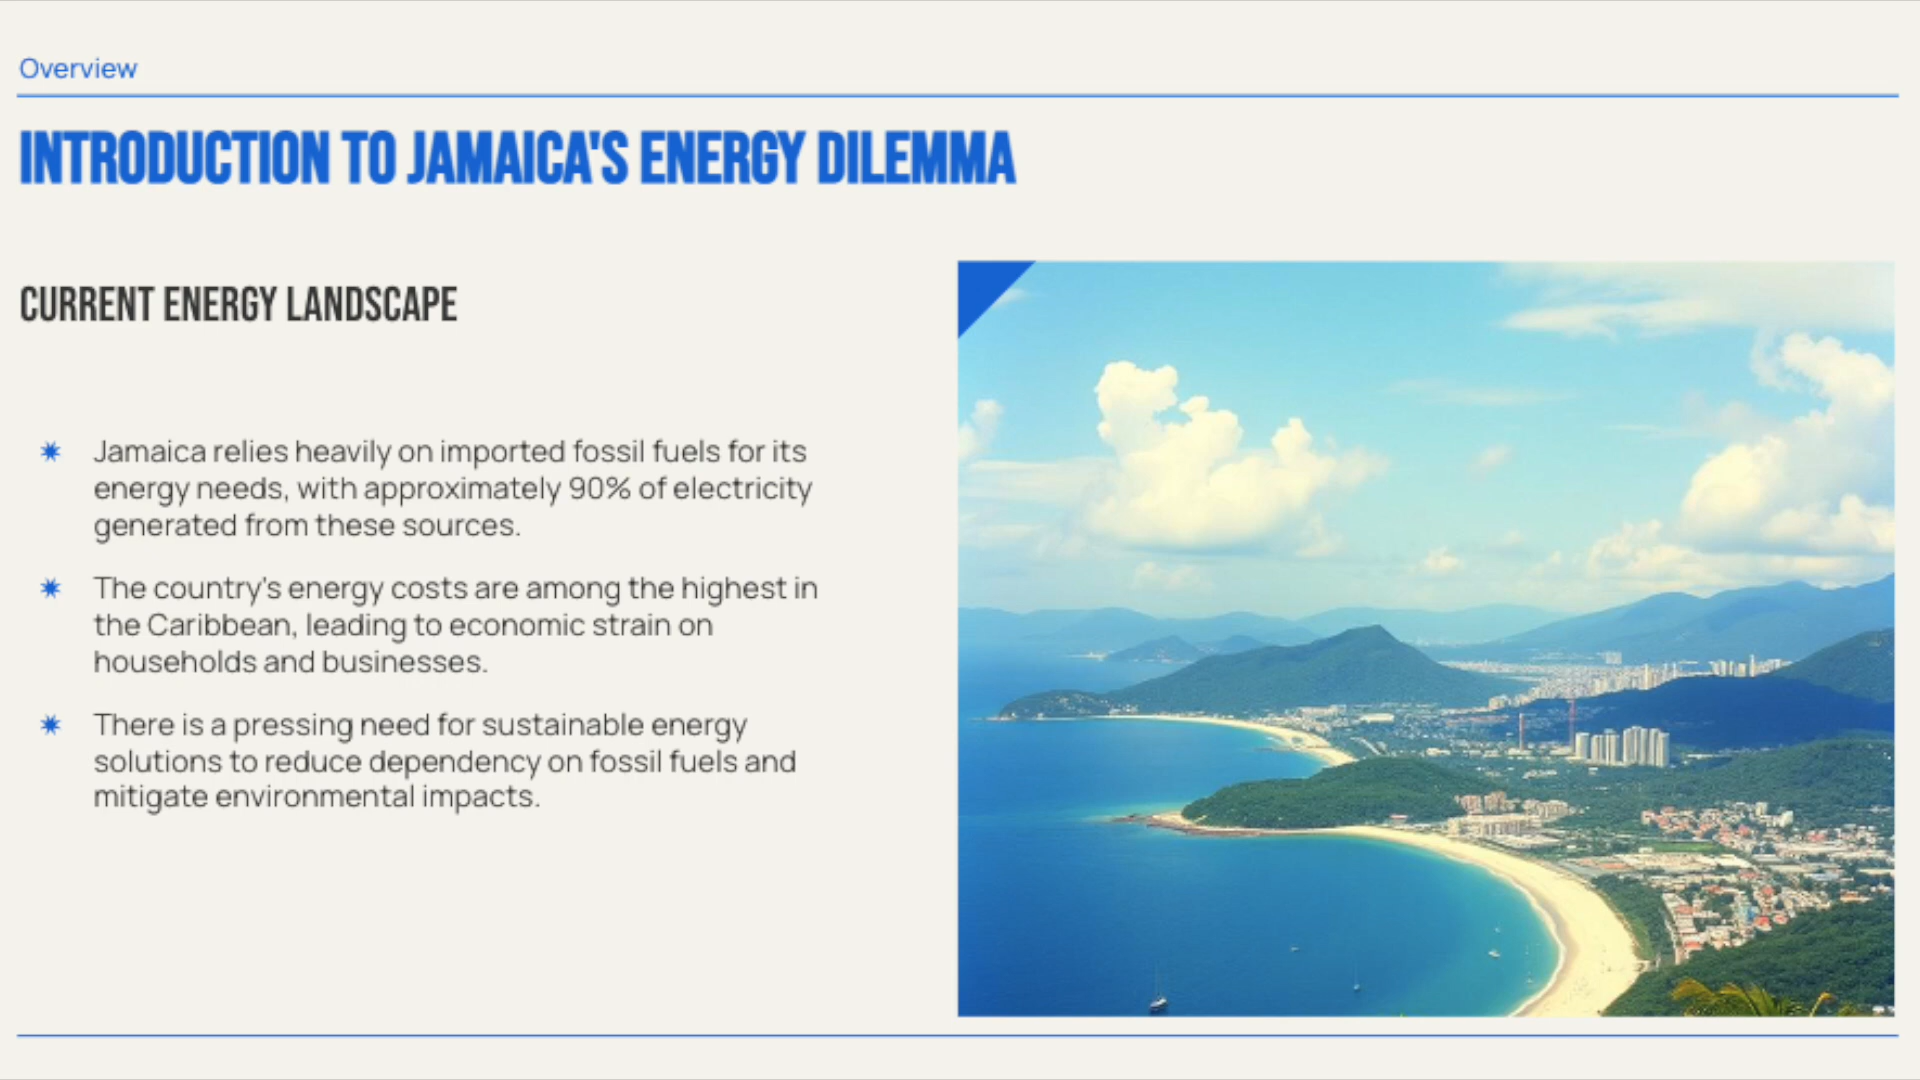 Overview
INTRODUCTION TO JAMAICA'S ENERGY DILEMMA
CURRENT ENERGY LANDSCAPE
Jamaica relies heavily on imported fossil fuels for its
energy needs, with approximately 90% of electricity
generated from these sources.
The country's energy costs are among the highest in
the Caribbean, leading to economic strain on
households and businesses.
There is a pressing need for sustainable energy
solutions to reduce dependency on fossil fuels and
mitigate environmental impacts.